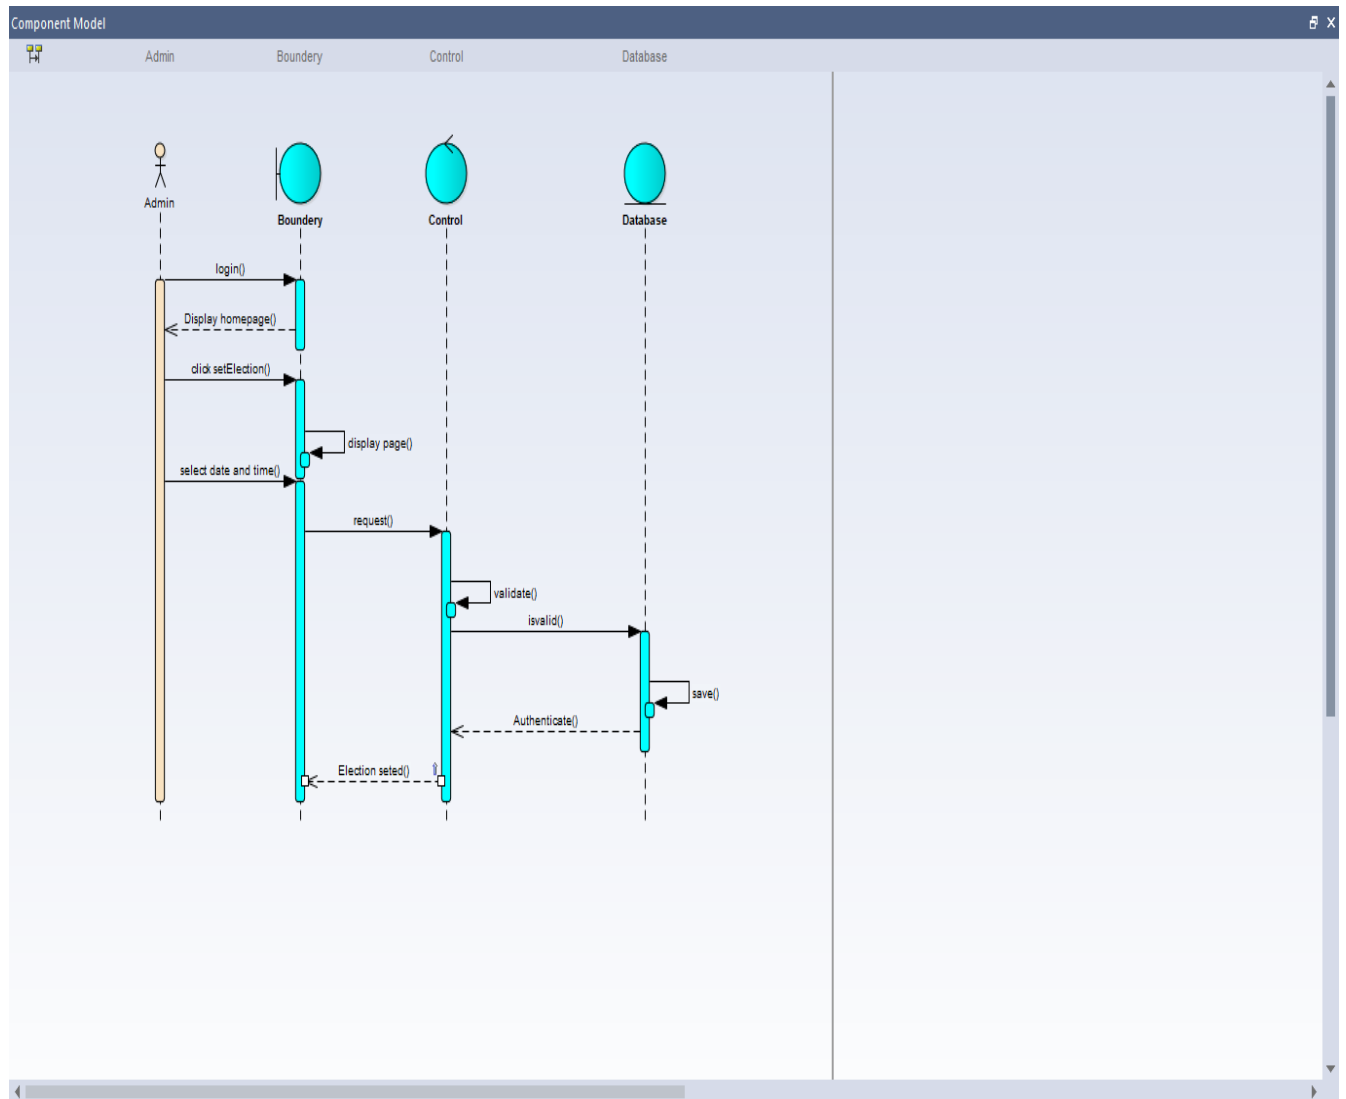 Component Model
Admin Boundery Control Database
Admin
Boundery Control Database
login()
Display homepage()
click setElection()
display page()
select date and time()
request()
validate()
isvalid()
save()
Authenticate()
Election seted()